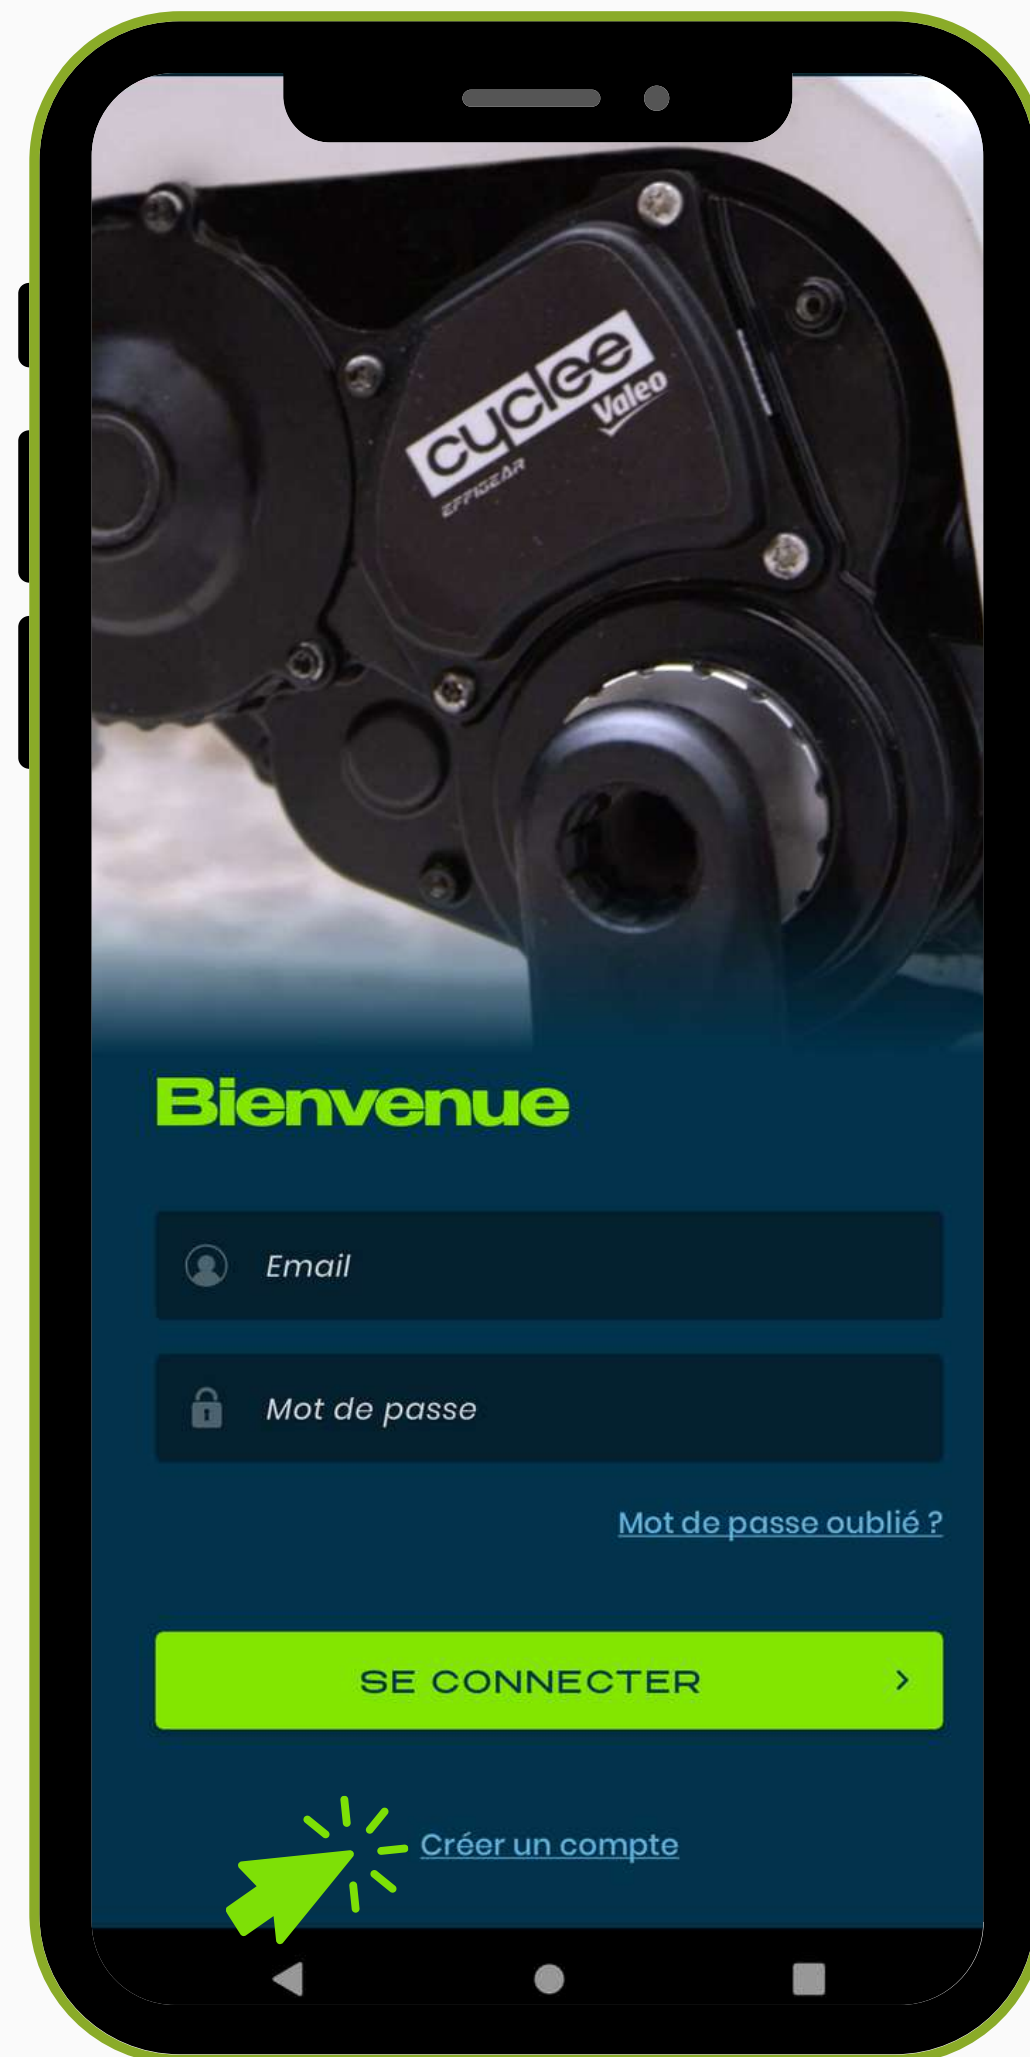 cyclee
Valeo
EFFIGEAR
Bienvenue
Email
Mot de passe
Mot de passe oublié ?
SE CONNECTER
Créer un compte